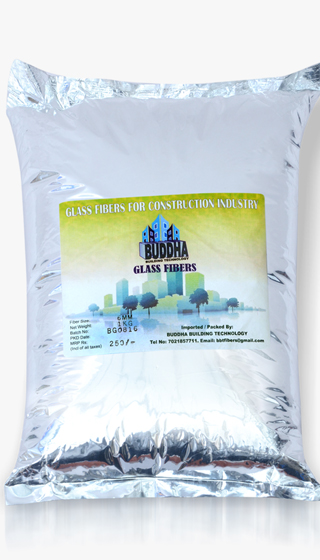 GLASS FIBERS FOR CONSTRUCTION INDUSTRY
BUDDHA
BUILDING TECHNOLOGY
GLASS FIBERS
Fiber Size: 6MM
Net Weight: 1KG
Batch No: BG0816
PKD Date:
MRP Rs: 250/-
(Incl of all taxes)
Imported / Packed By:
BUDDHA BUILDING TECHNOLOGY
Tel No: 7021857711, Email: bbtfibers@gmail.com